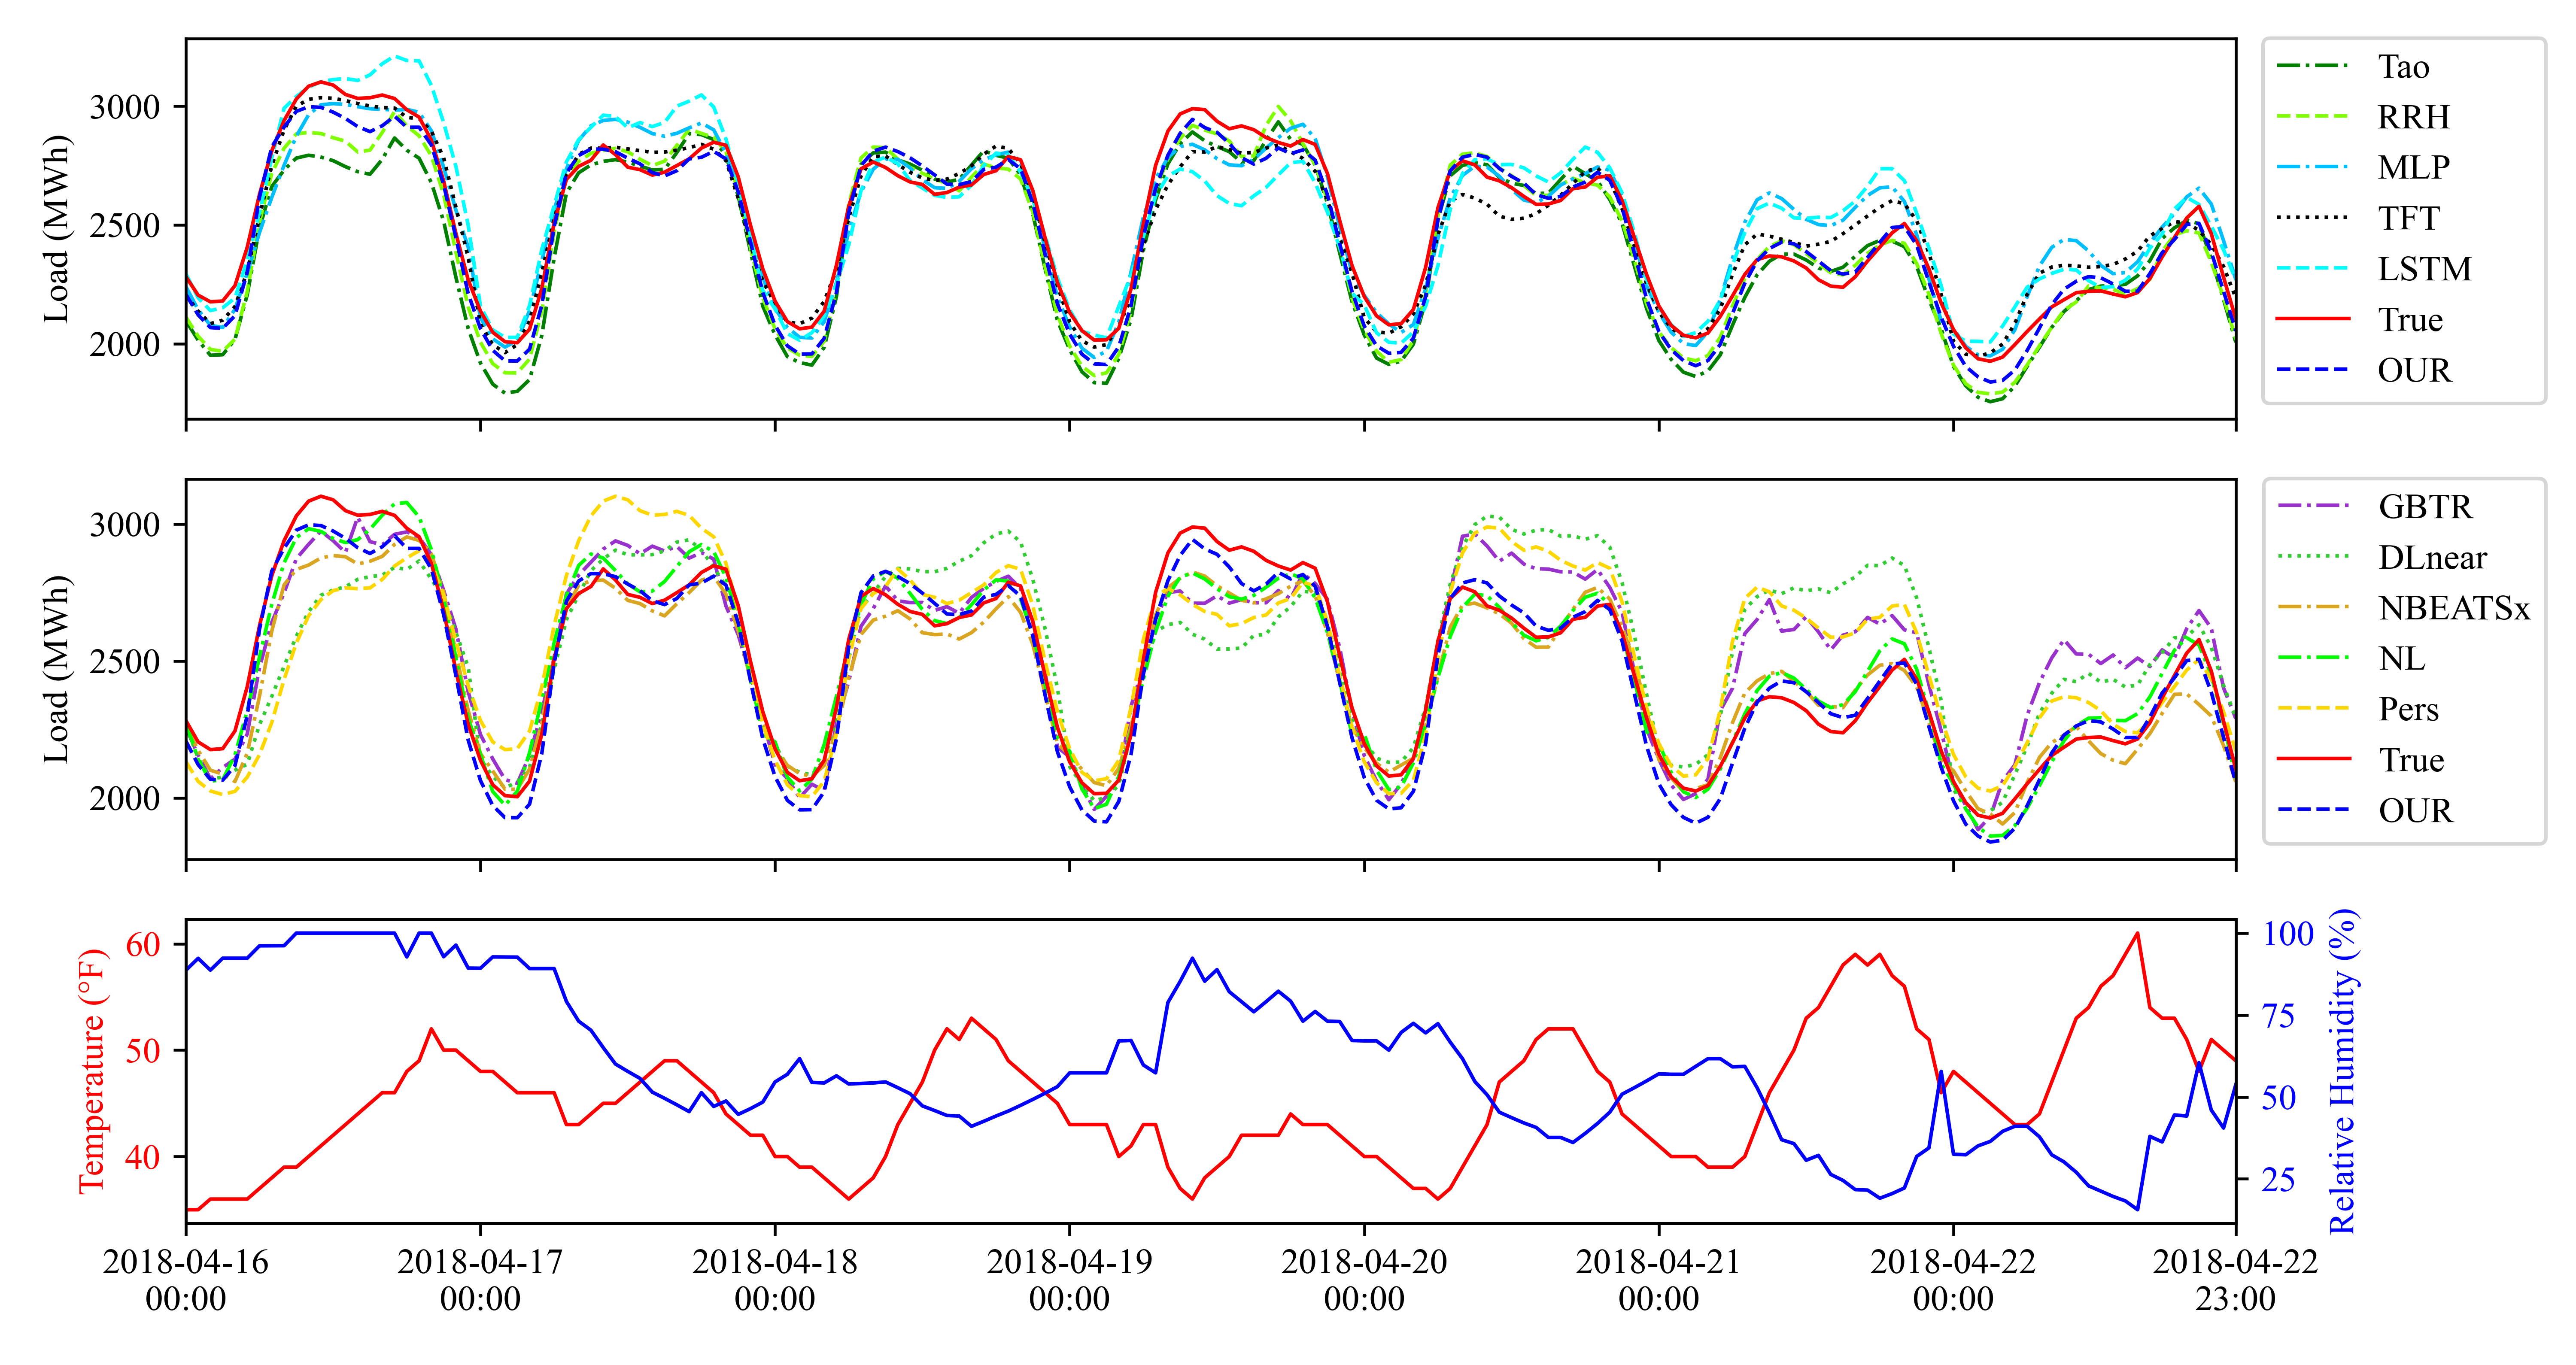 Load (MWh)
3000
2500
2000
Tao
RRH
MLP
TFT
LSTM
True
OUR
Load (MWh)
3000
2500
2000
GBTR
DLnear
NBEATSx
NL
Pers
True
OUR
Temperature (°F)
60
50
40
100
75
50
25
Relative Humidity (%)
2018-04-16
00:00
2018-04-17
00:00
2018-04-18
00:00
2018-04-19
00:00
2018-04-20
00:00
2018-04-21
00:00
2018-04-22
00:00
2018-04-22
23:00